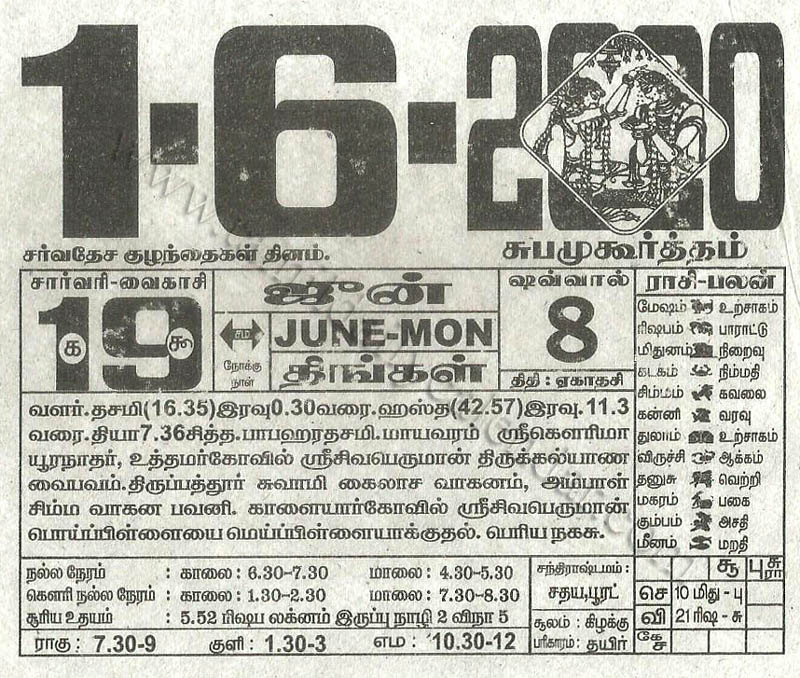 1-6-2020
சர்வதேச குழந்தைகள் தினம்.
சுபமுகூர்த்தம்
சார்வரி-வைகாசி
19
க கூ
ஜுன்
சம
நோக்கு
நாள்
JUNE-MON
திங்கள்
ஷவ்வால்
8
திதி : ஏகாதசி
ராசி-பலன்
மேஷம் உற்சாகம்
ரிஷபம் பாராட்டு
மிதுனம் நிறைவு
கடகம் நிம்மதி
சிம்மம் கவலை
கன்னி வரவு
துலாம் உற்சாகம்
விருச்சி ஆக்கம்
தனுசு வெற்றி
மகரம் பகை
கும்பம் அசதி
மீனம் மறதி
வளர்.தசமி(16.35)இரவு0.30வரை.ஹஸ்த(42.57)இரவு.11.3
வரை.தியா7.36சித்த.பாபஹரதசமி.மாயவரம் ஸ்ரீகௌரிமா
யூரநாதர், உத்தமர்கோவில் ஸ்ரீசிவபெருமான் திருக்கல்யாண
வைபவம்.திருப்பத்தூர் சுவாமி கைலாச வாகனம், அம்பாள்
சிம்ம வாகன பவனி. காளையார்கோவில் ஸ்ரீசிவபெருமான்
பொய்ப்பிள்ளையை மெய்ப்பிள்ளையாக்குதல். பெரிய நகசு.
நல்ல நேரம் : காலை : 6.30-7.30 மாலை : 4.30-5.30
கௌரி நல்ல நேரம் : காலை : 1.30-2.30 மாலை : 7.30-8.30
சூரிய உதயம் : 5.52 ரிஷப லக்னம் இருப்பு நாழி 2 விநா 5
ராகு : 7.30-9 குளி : 1.30-3 எம : 10.30-12
சந்திராஷ்டமம் :
சதய,பூரட்
சூலம் : கிழக்கு
பரிகாரம் : தயிர்
சூ பு சுரா
செ 10 மிது - பு
வி 21 ரிஷ - சு
கே